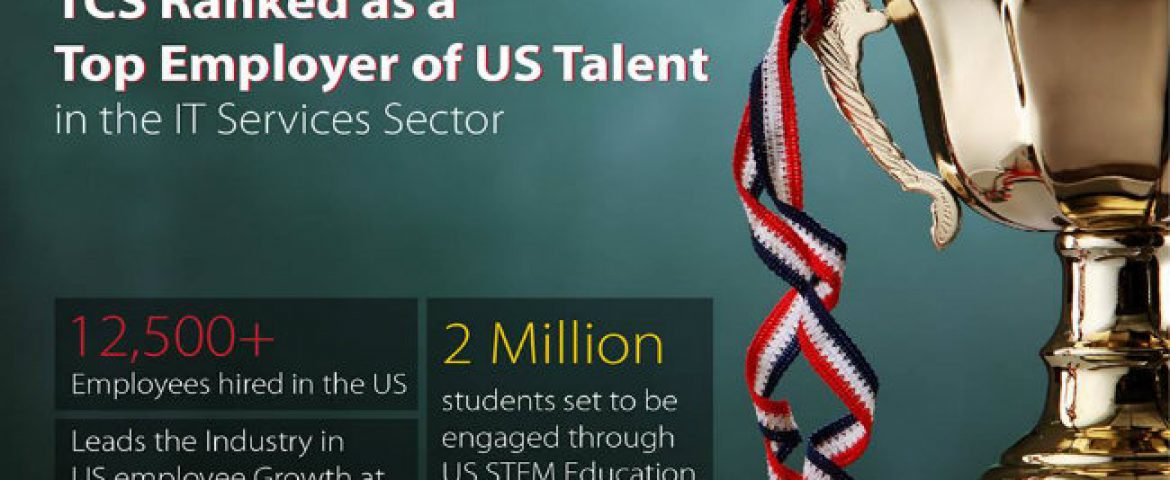 TCS Ranked as a
Top Employer of US Talent
in the IT Services Sector
12,500+
Employees hired in the US
Leads the Industry in
US employee Growth at
2 Million
students set to be
engaged through
US STEM Education